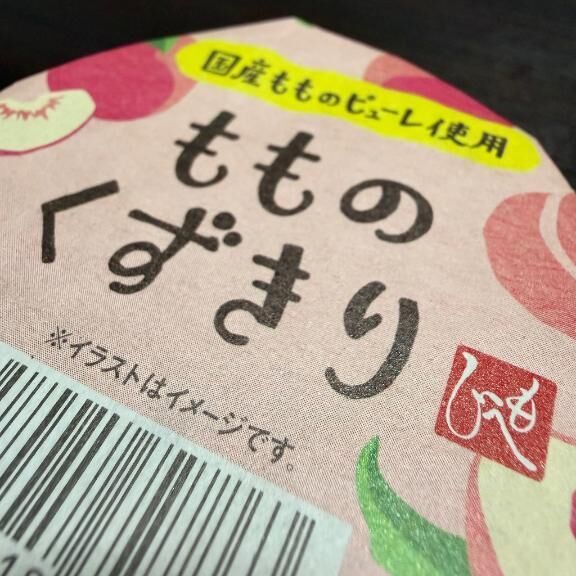 国産もものピューレ使用
ももの
くずきり
※イラストはイメージです。